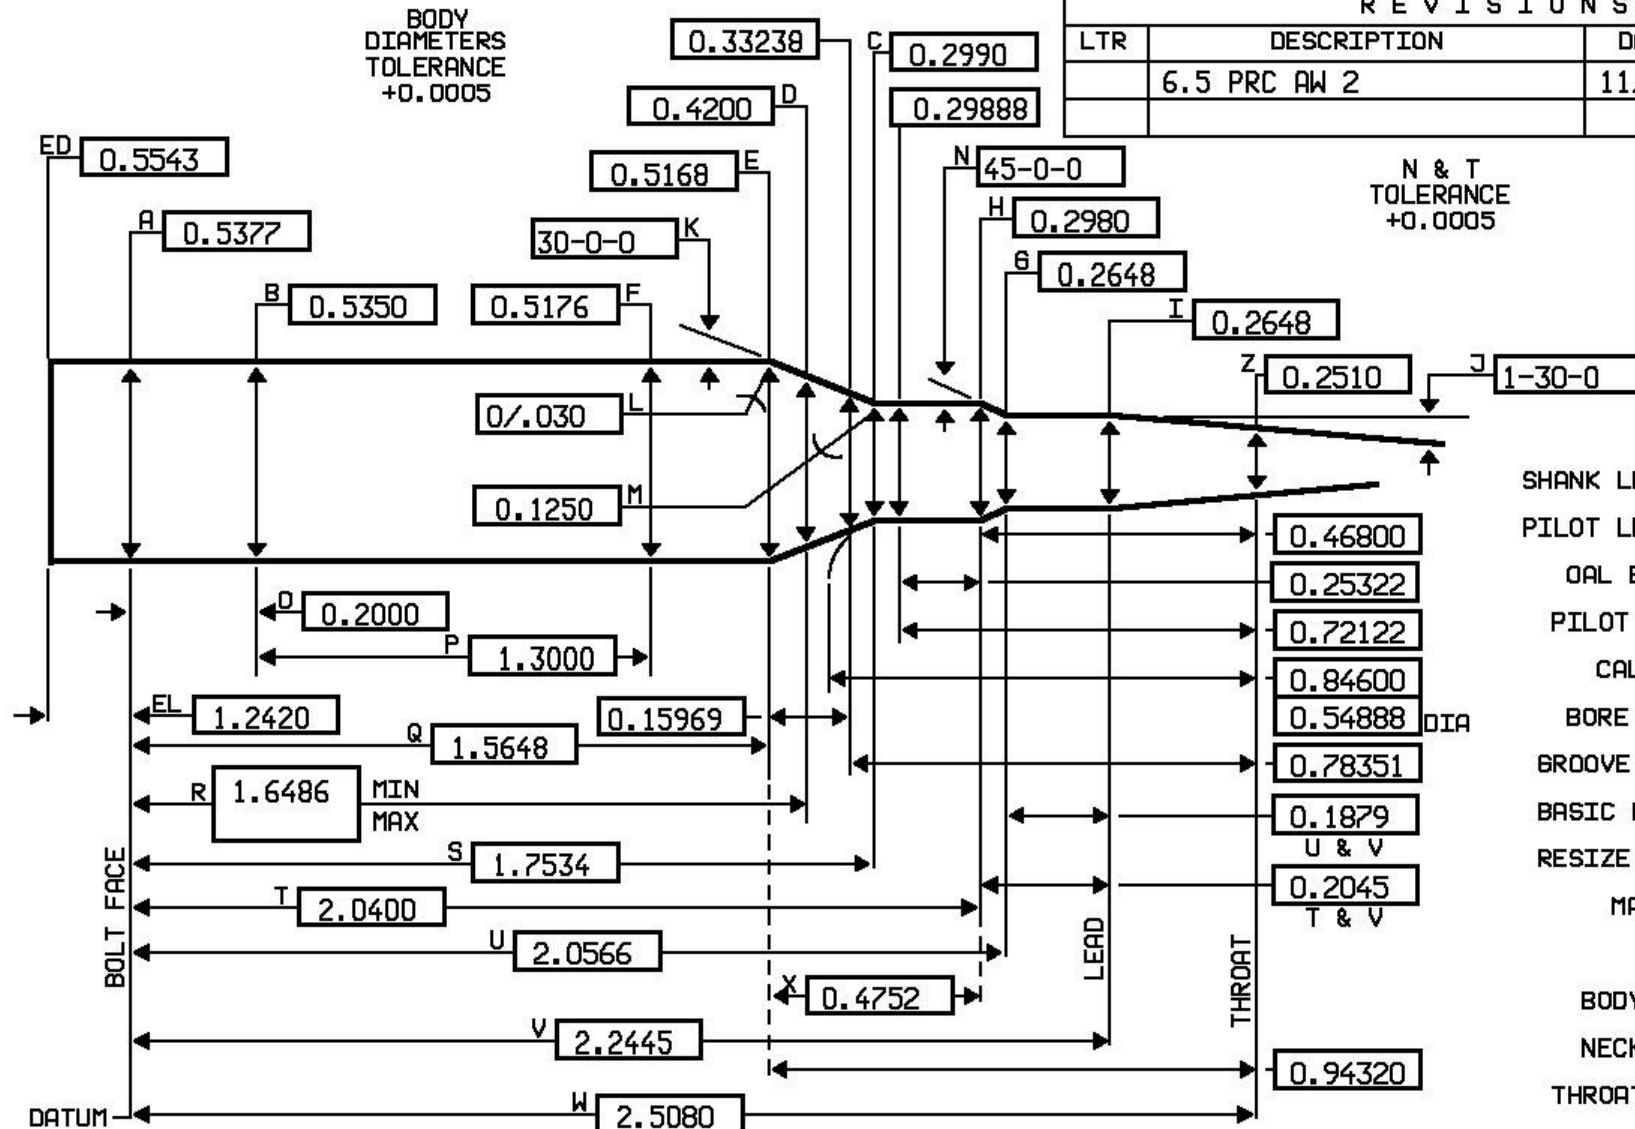 BODY
DIAMETERS
TOLERANCE
+0.0005
0.33238
C 0.2990
R E V I S I O N S
LTR DESCRIPTION
6.5 PRC AW 2 11
0.4200 D
0.29888
ED 0.5543
0.5168 E
N 45-0-0
N & T
TOLERANCE
+0.0005
A 0.5377
30-0-0 K
H 0.2980
B 0.5350
0.5176 F
G 0.2648
I 0.2648
Z 0.2510
J 1-30-0
0/.030 L
0.1250 M
SHANK
0.46800
PILOT
0.25322
OAL
O 0.2000
0.72122
PILOT
P 1.3000
0.84600
CAL
EL 1.2420
0.15969
0.54888 DIA
BORE
Q 1.5648
0.78351
GROOVE
R 1.6486 MIN
MAX
0.1879
U & V
BASIC
S 1.7534
RESIZE
0.2045
T & V
T 2.0400
U 2.0566
BOLT FACE
LEAD
THROAT
X 0.4752
BODY
V 2.2445
NECK
0.94320
THROAT
DATUM
W 2.5080